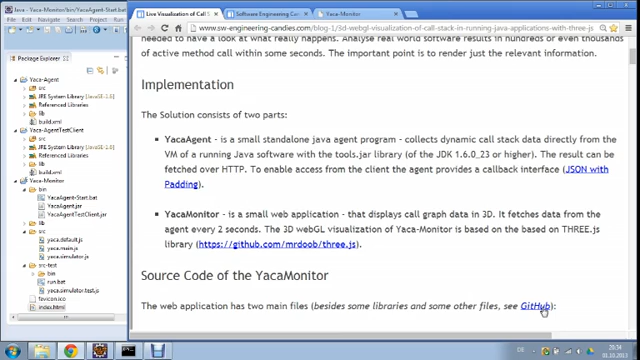 Java - Yaca-Monitor/index.html
File Edit
Package Explorer
Yaca-Agent
src
JRE System Library [JavaSE-1.6]
Referenced Libraries
lib
build.xml
Yaca-AgentTestClient
src
JRE System Library [JavaSE-1.6]
Referenced Libraries
lib
build.xml
Yaca-Monitor
bin
YacaAgent-Start.bat
YacaAgent.jar
YacaAgentTestClient.jar
lib
src
yaca.default.js
yaca.main.js
yaca.simulator.js
src-test
bin
run.bat
yaca.simulator.test.js
favicon.ico
index.html
Live Visualization of Call S
Software Engineering Candies
Yaca-Monitor
www.sw-engineering-candies.com/blog-1/3d-webgl-visualization-of-call-stack-in-running-java-applications-with-three-js
needed to have a look at what really happens. Analyse real world software results in hundreds or even thousands
of active method call within some seconds. The important point is to render just the relevant information.
Implementation
The Solution consists of two parts:
YacaAgent - is a small standalone java agent program - collects dynamic call stack data directly from the
VM of a running Java software with the tools.jar library (of the JDK 1.6.0_23 or higher). The result can be
fetched over HTTP. To enable access from the client the agent provides a callback interface (JSON with
Padding).
YacaMonitor - is a small web application - that displays call graph data in 3D. It fetches data from the
agent every 2 seconds. The 3D webGL visualization of Yaca-Monitor is based on the based on THREE.js
library (https://github.com/mrdoob/three.js).
Source Code of the YacaMonitor
The web application has two main files (besides some libraries and some other files, see GitHub):
DE
20:34
01.10.2013